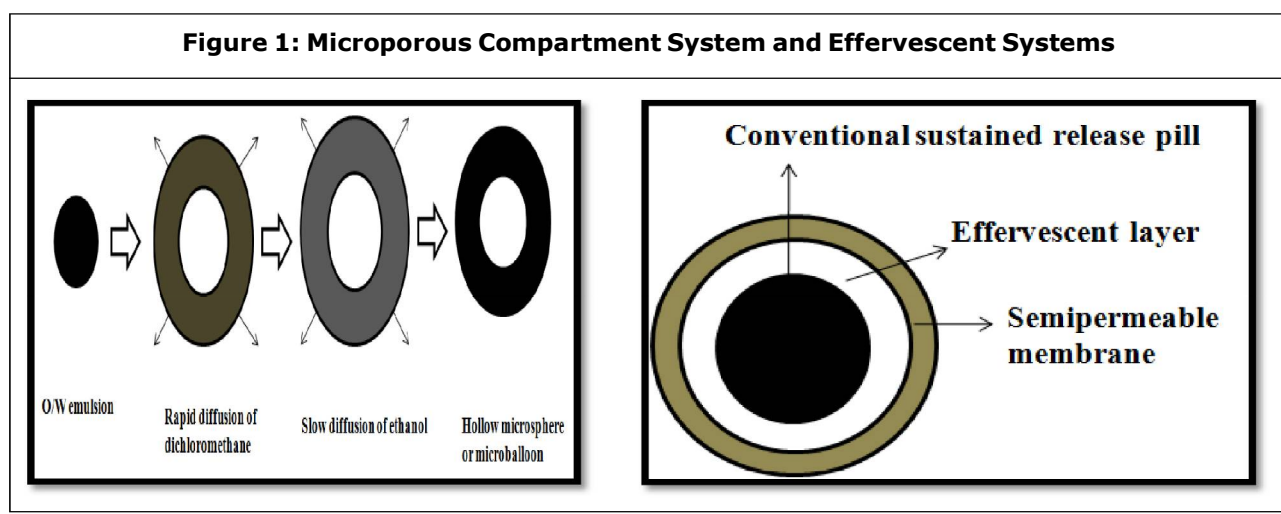 Figure 1: Microporous Compartment System and Effervescent Systems
O/W emulsion
Rapid diffusion of
dichloromethane
Slow diffusion of ethanol
Hollow microsphere
or microballoon
Conventional sustained release pill
Effervescent layer
Semipermeable
membrane